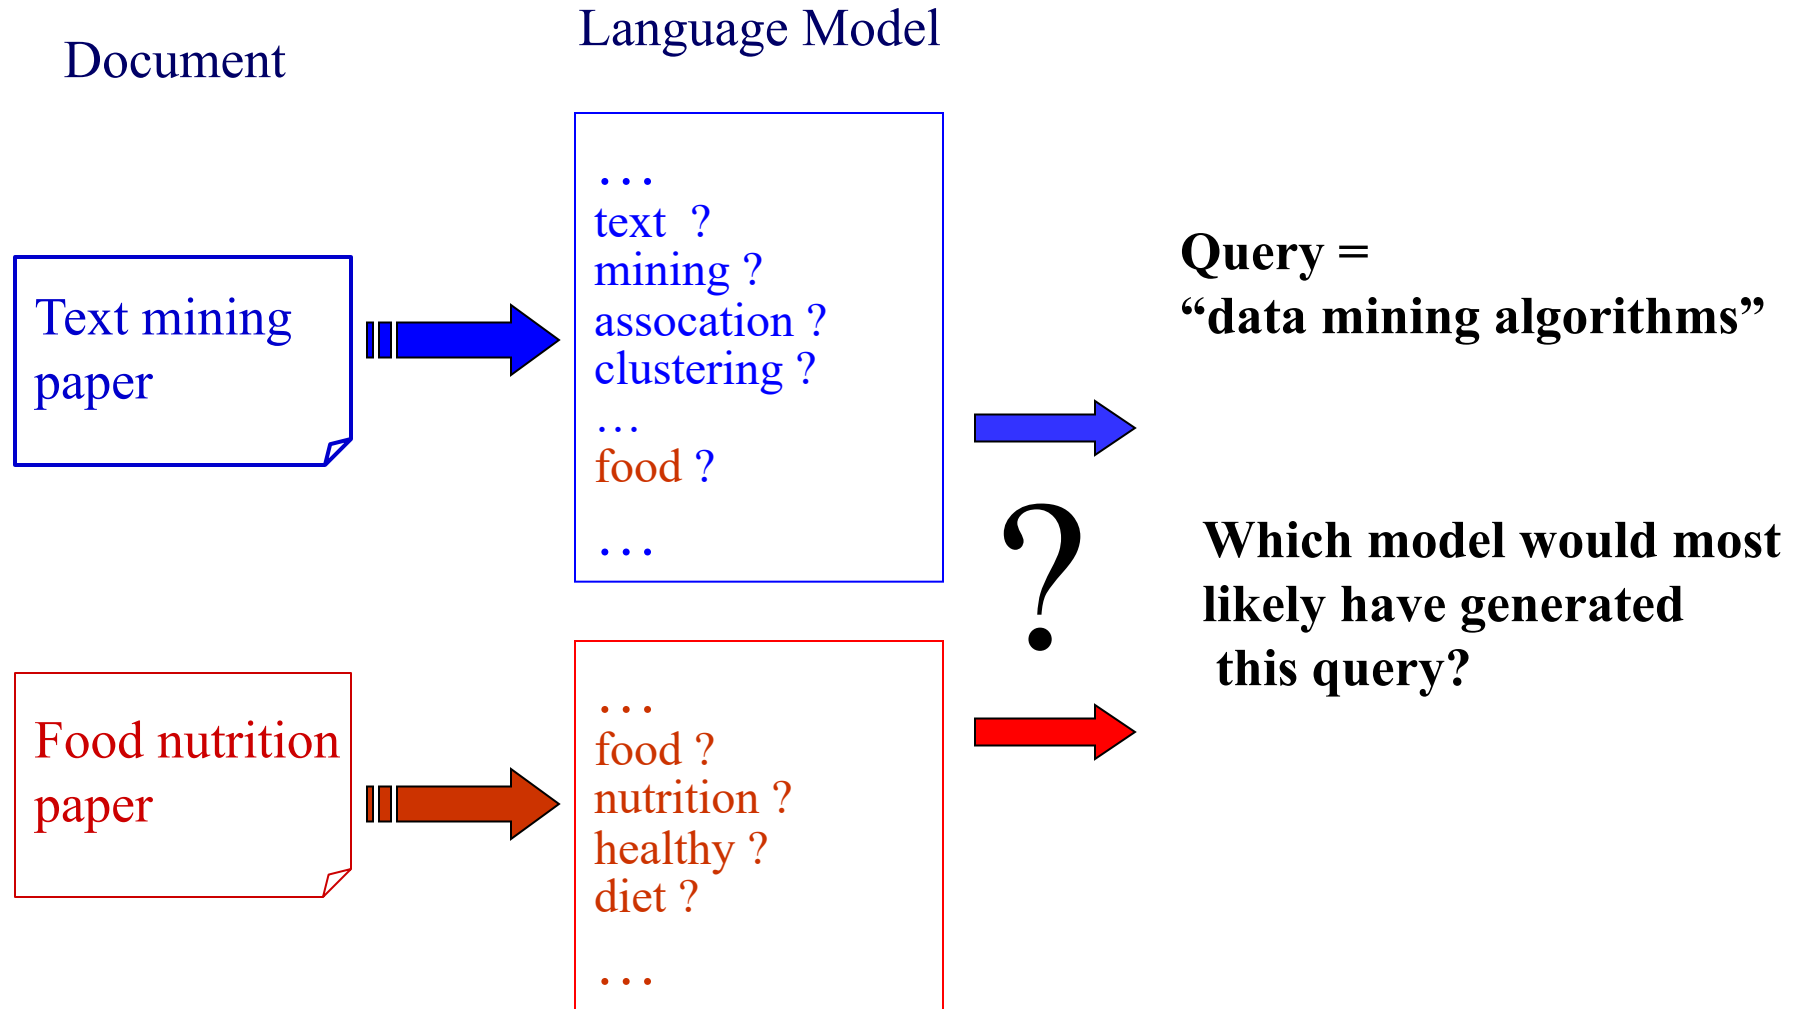 Document
Language Model
Text mining
paper
…
text ?
mining ?
assocation ?
clustering ?
…
food ?
…
Query =
“data mining algorithms”
?
Which model would most
likely have generated
this query?
Food nutrition
paper
…
food ?
nutrition ?
healthy ?
diet ?
…